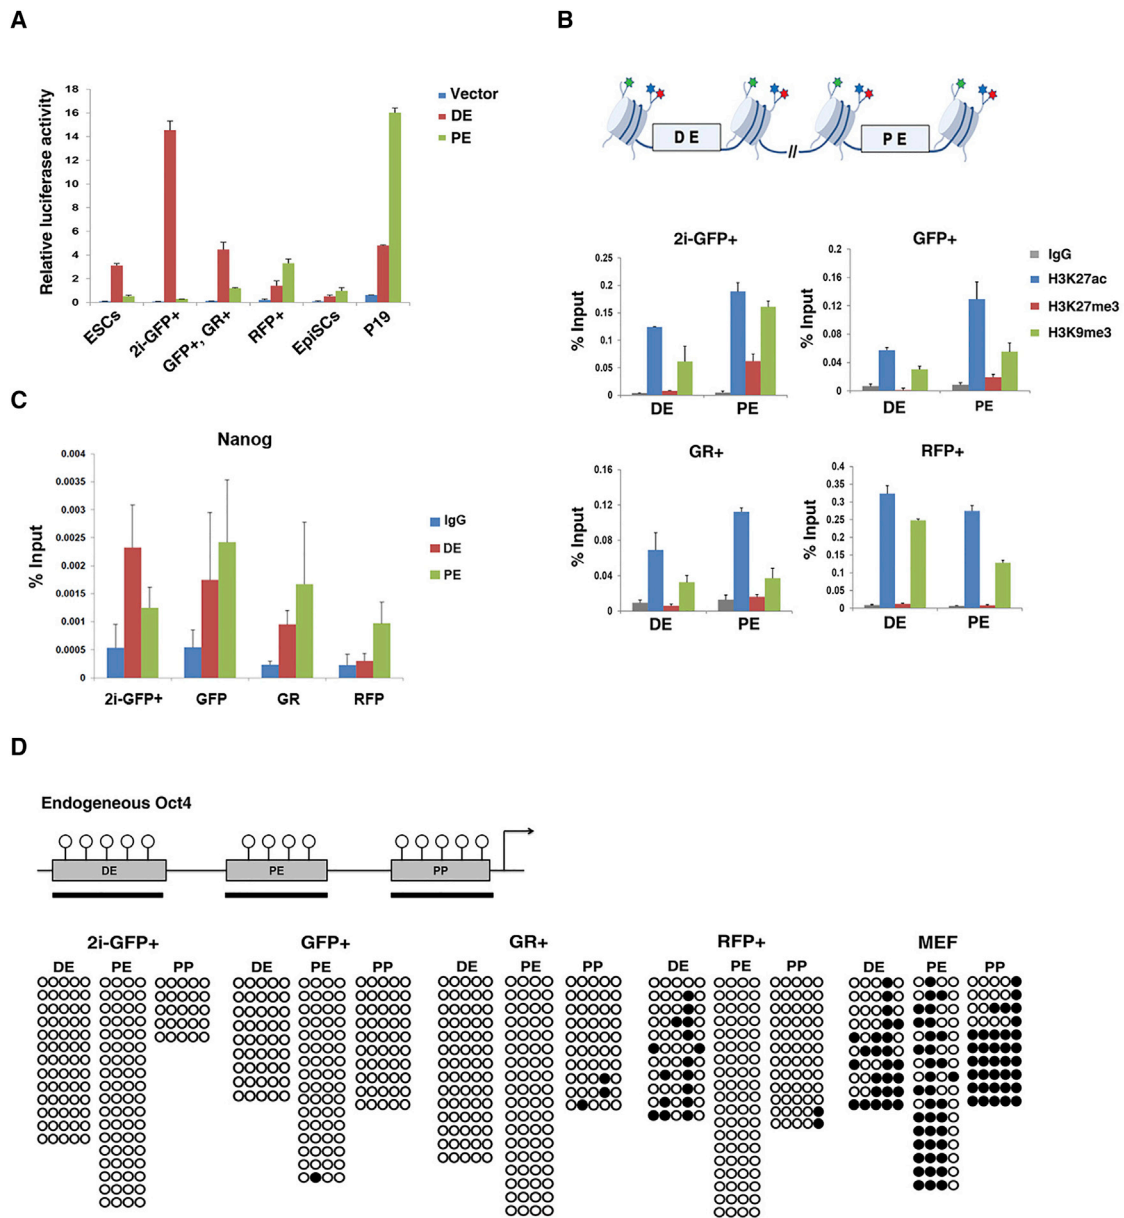 A
Relative luciferase activity
18
16
14
12
10
8
6
4
2
0
ESCs
2i-GFP+
GFP+, GR+
RFP+
EpiSCs
P19
Vector
DE
PE
B
DE
//
PE
2i-GFP+
% Input
0.25
0.2
0.15
0.1
0.05
0
DE
PE
GFP+
% Input
0.2
0.16
0.12
0.08
0.04
0
DE
PE
IgG
H3K27ac
H3K27me3
H3K9me3
GR+
% Input
0.16
0.12
0.08
0.04
0
DE
PE
RFP+
% Input
0.4
0.35
0.3
0.25
0.2
0.15
0.1
0.05
0
DE
PE
C
Nanog
% Input
0.004
0.0035
0.003
0.0025
0.002
0.0015
0.001
0.0005
0
2i-GFP+
GFP
GR
RFP
IgG
DE
PE
D
Endogeneous Oct4
DE
PE
PP
2i-GFP+
DE PE PP
GFP+
DE PE PP
GR+
DE PE PP
RFP+
DE PE PP
MEF
DE PE PP